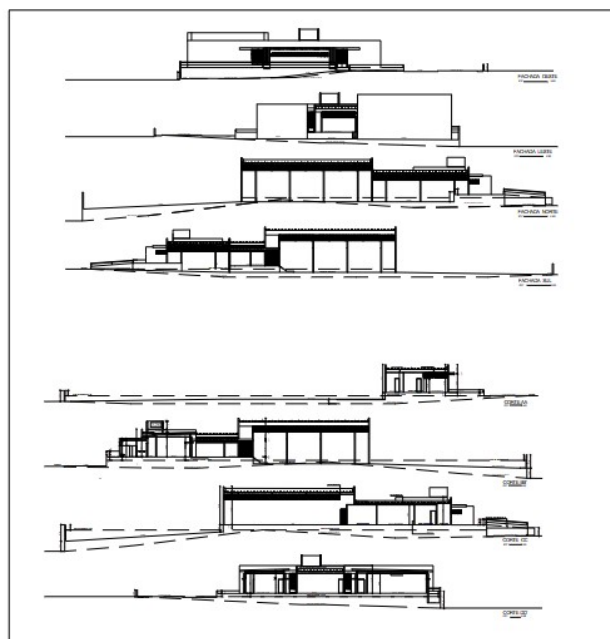 FACHADA OESTE
FACHADA LESTE
FACHADA NORTE
FACHADA SUL
CORTE AA
CORTE BB
CORTE CC
CORTE DD